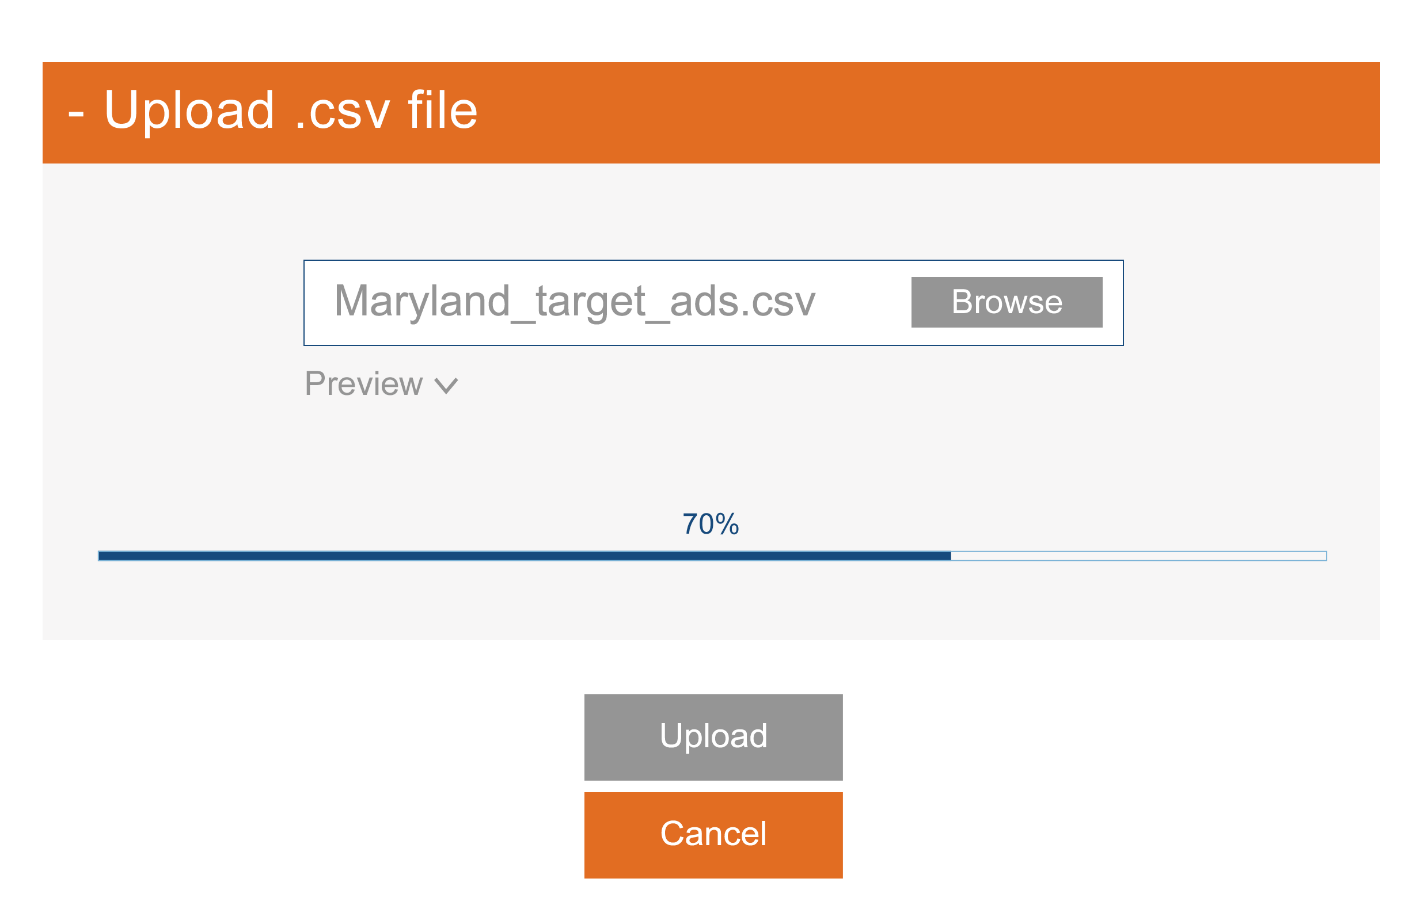 - Upload .csv file
Maryland_target_ads.csv
Browse
Preview
70%
Upload
Cancel